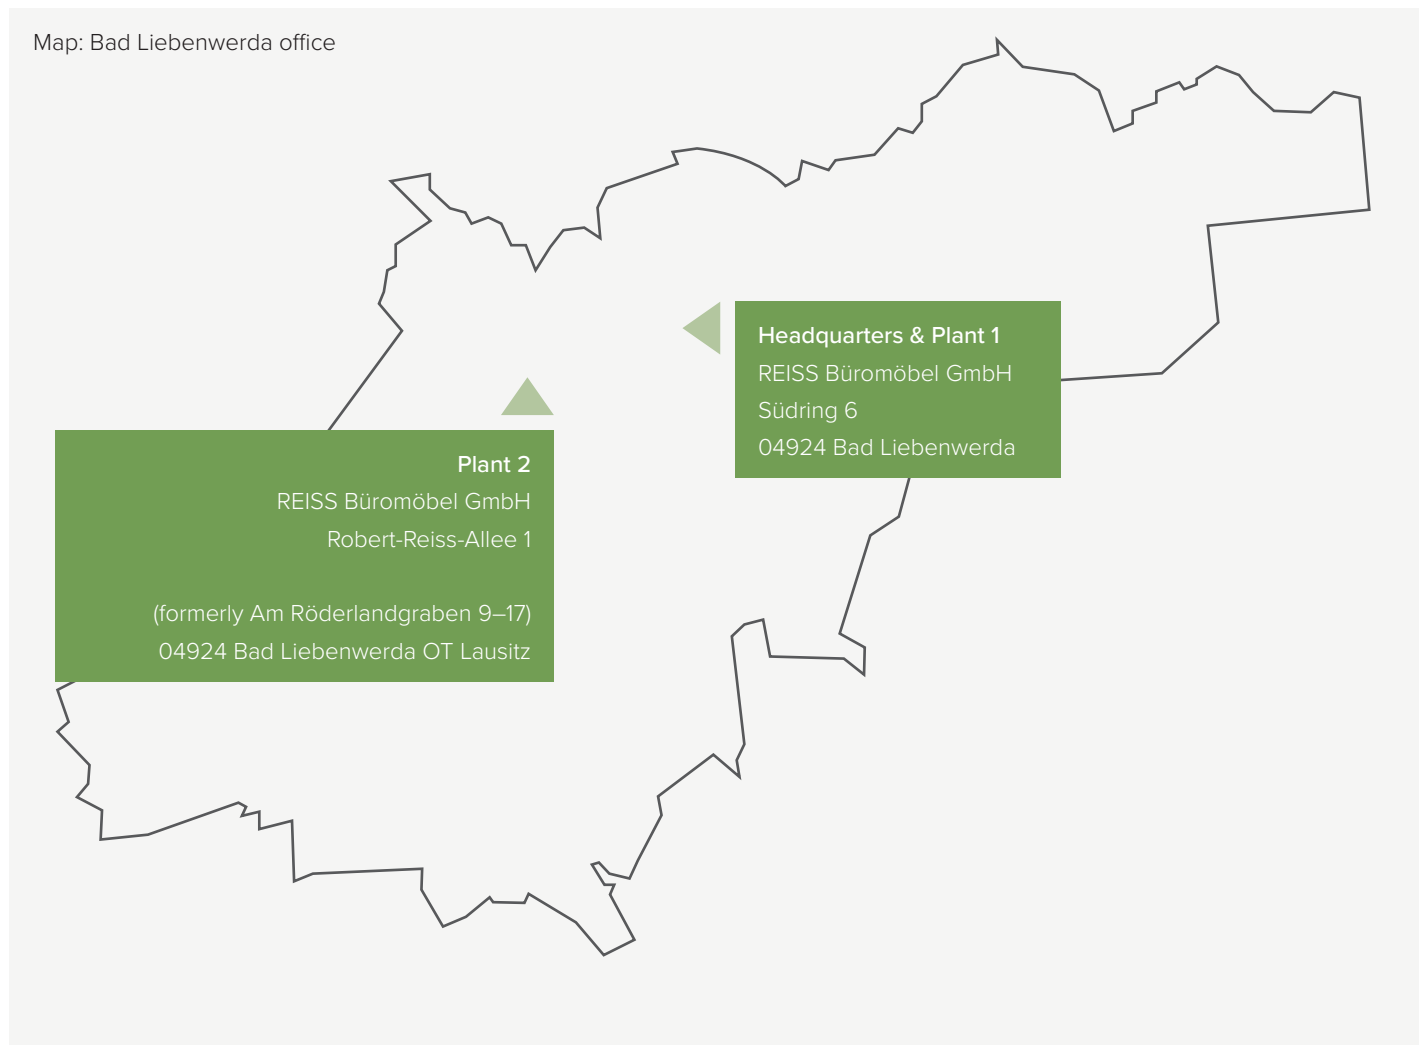 Map: Bad Liebenwerda office
Headquarters & Plant 1
REISS Büromöbel GmbH
Südring 6
04924 Bad Liebenwerda
Plant 2
REISS Büromöbel GmbH
Robert-Reiss-Allee 1
(formerly Am Röderlandgraben 9–17)
04924 Bad Liebenwerda OT Lausitz